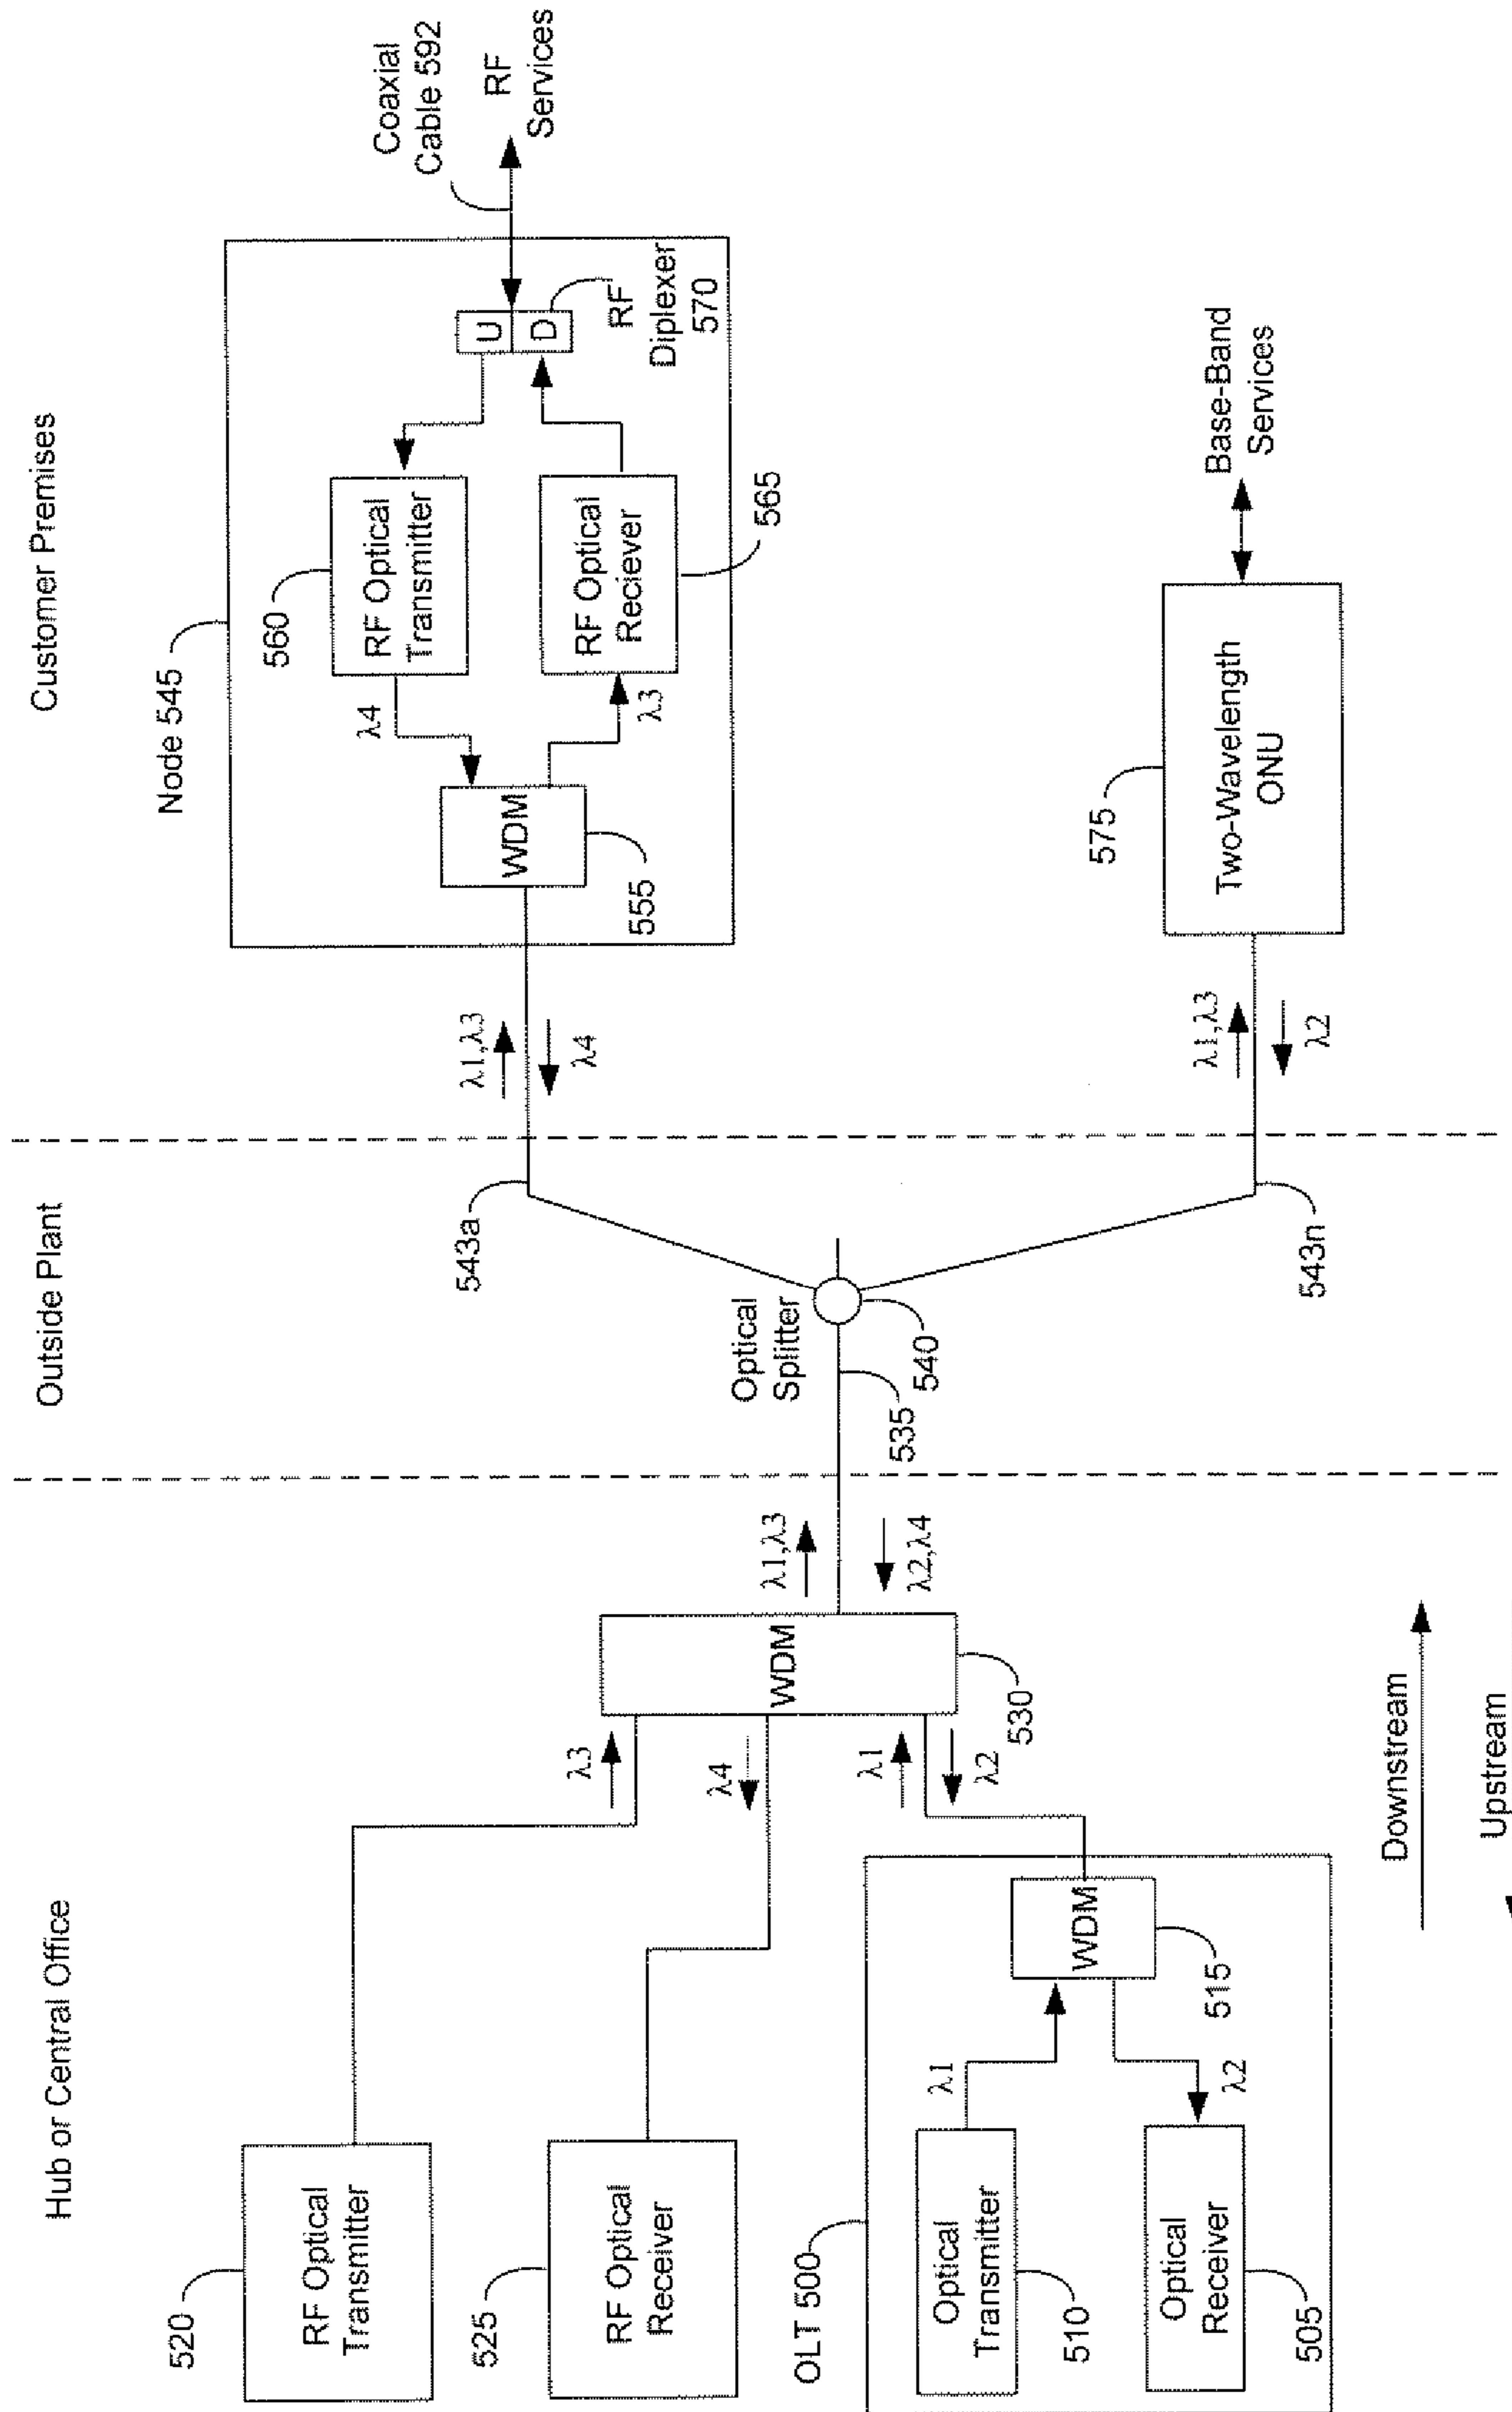 Hub or Central Office
Outside Plant
Customer Premises
520
RF Optical
Transmitter
λ3
525
RF Optical
Receiver
λ4
OLT 500
Optical
Transmitter
510
λ1
Optical
Receiver
505
λ2
WDM
515
λ1
λ2
WDM
530
λ1,λ3
λ2,λ4
535
Optical
Splitter
540
543a
543n
λ1,λ3
λ4
Node 545
WDM
555
λ4
560
RF Optical
Transmitter
λ3
RF Optical
Reciever
565
U
D
RF
Diplexer
570
Coaxial
Cable 592
RF
Services
λ1,λ3
λ2
575
Two-Wavelength
ONU
Base-Band
Services
Downstream
Upstream